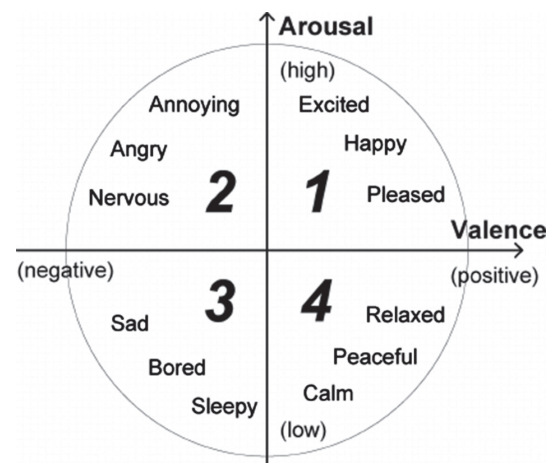 Arousal
(high)
Annoying
Excited
Angry
Happy
Nervous
2
1
Pleased
Valence
(negative)
(positive)
3
4
Sad
Relaxed
Bored
Peaceful
Sleepy
Calm
(low)